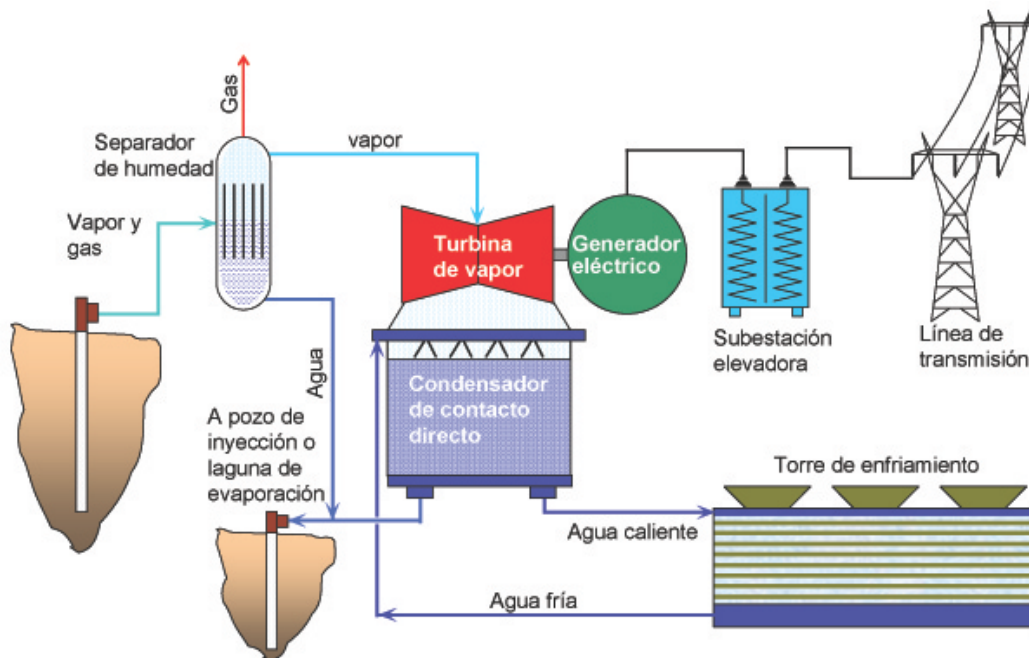 Gas
Separador
de humedad
vapor
Vapor y
gas
Turbina
de vapor
Generador
eléctrico
Subestación
elevadora
Línea de
transmisión
Agua
Condensador
de contacto
directo
A pozo de
inyección o
laguna de
evaporación
Torre de enfriamiento
Agua caliente
Agua fría